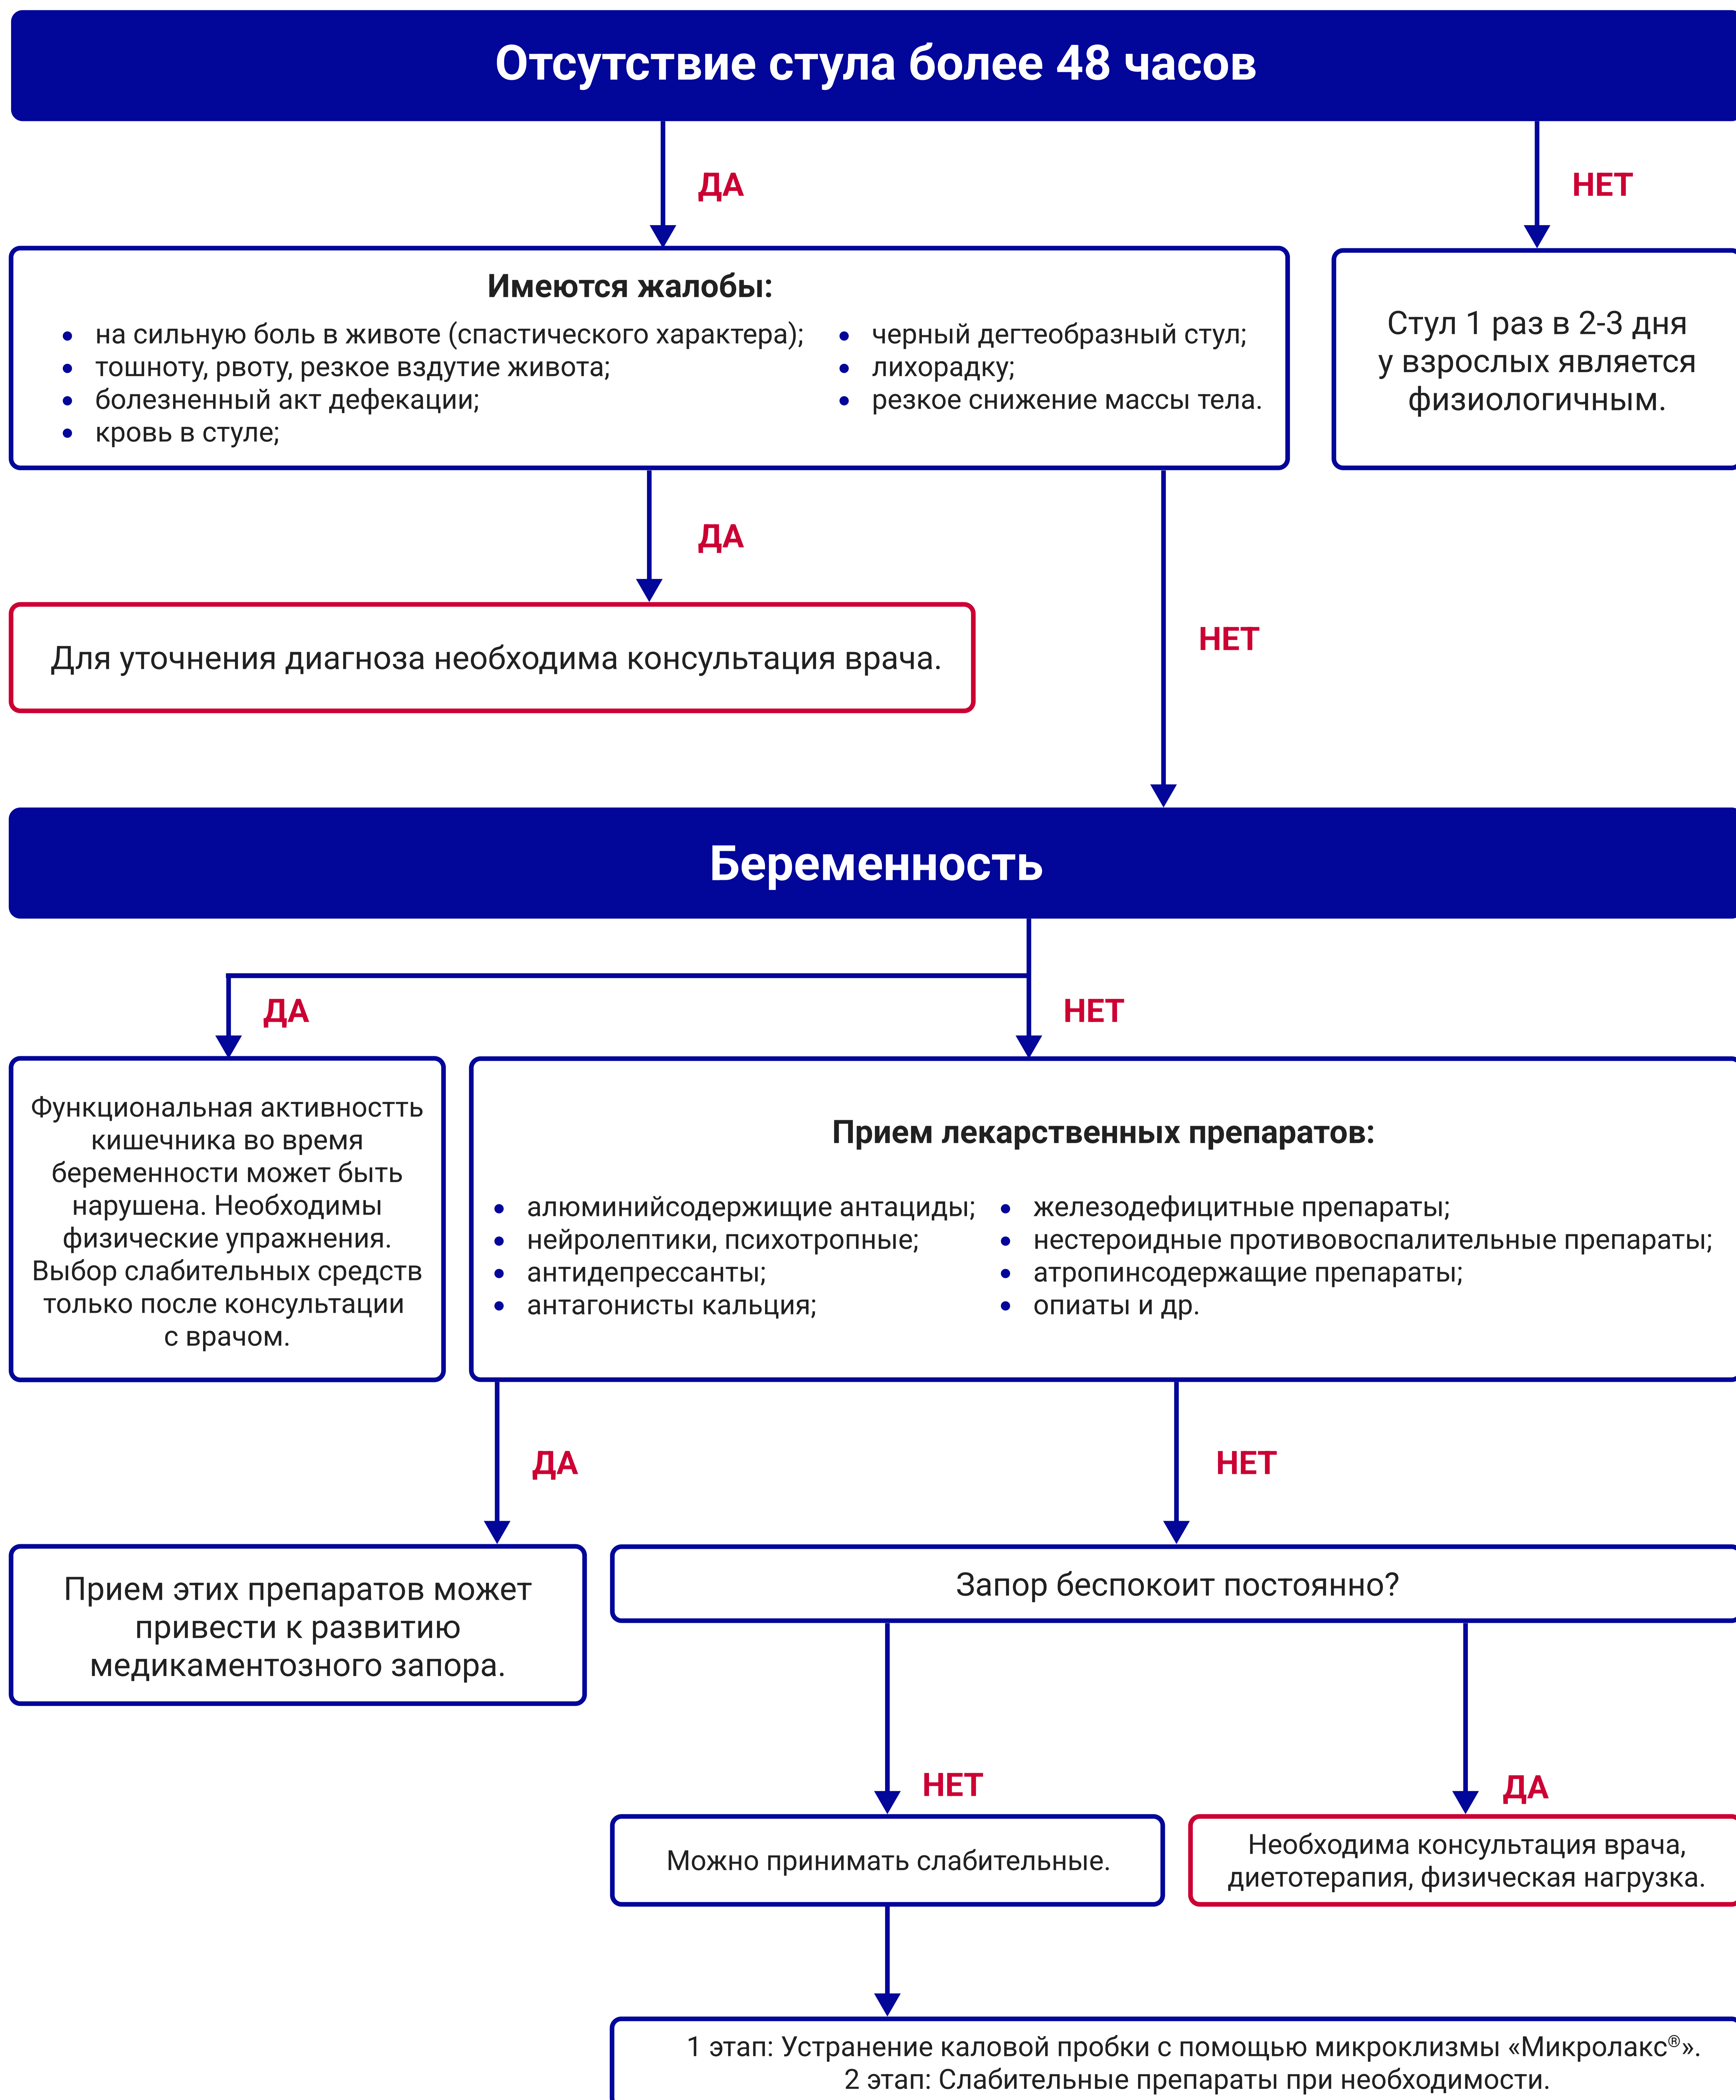 Отсутствие стула более 48 часов
ДА
НЕТ
Имеются жалобы:
на сильную боль в животе (спастического характера);
тошноту, рвоту, резкое вздутие живота;
болезненный акт дефекации;
кровь в стуле;
черный дегтеобразный стул;
лихорадку;
резкое снижение массы тела.
Стул 1 раз в 2-3 дня
у взрослых является
физиологичным.
ДА
НЕТ
Для уточнения диагноза необходима консультация врача.
Беременность
ДА
НЕТ
Функциональная активностть
кишечника во время
беременности может быть
нарушена. Необходимы
физические упражнения.
Выбор слабительных средств
только после консультации
с врачом.
Прием лекарственных препаратов:
алюминийсодержищие антациды;
нейролептики, психотропные;
антидепрессанты;
антагонисты кальция;
железодефицитные препараты;
нестероидные противовоспалительные препараты;
атропинсодержащие препараты;
опиаты и др.
ДА
НЕТ
Прием этих препаратов может
привести к развитию
медикаментозного запора.
Запор беспокоит постоянно?
НЕТ
ДА
Можно принимать слабительные.
Необходима консультация врача,
диетотерапия, физическая нагрузка.
1 этап: Устранение каловой пробки с помощью микроклизмы «Микролакс®».
2 этап: Слабительные препараты при необходимости.